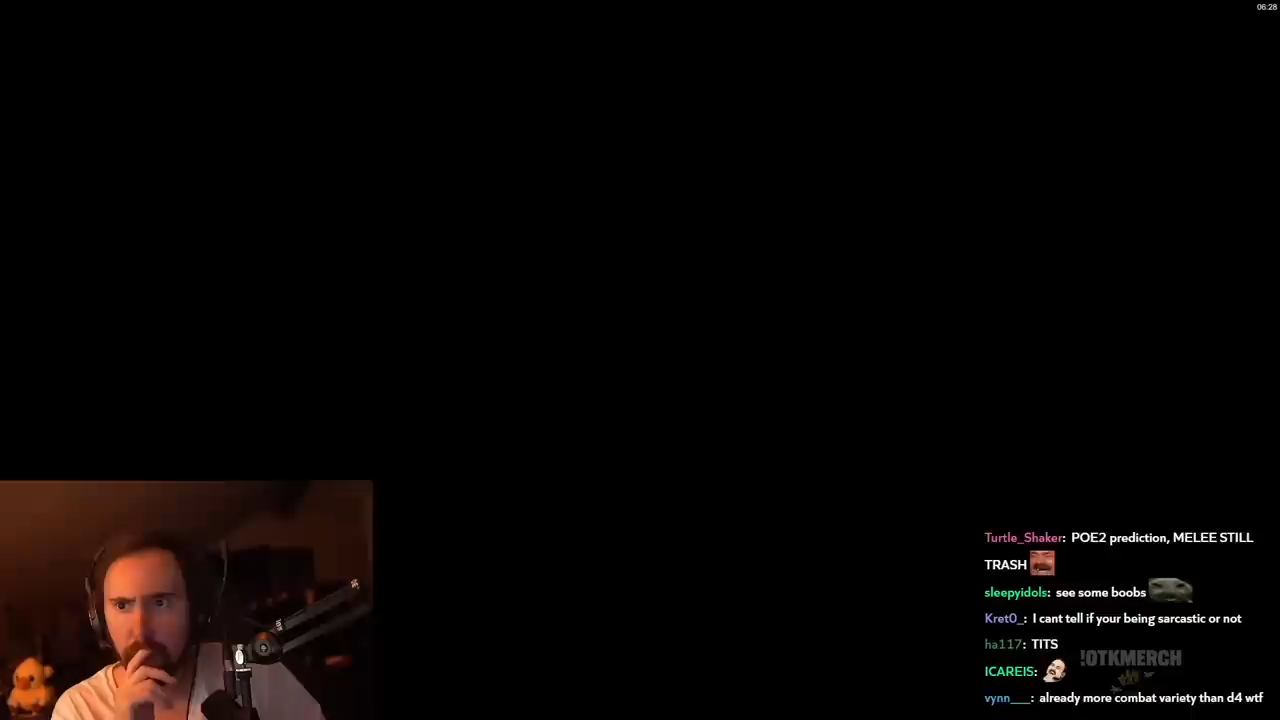 06:28
Turtle_Shaker: POE2 prediction, MELEE STILL
TRASH
sleepyidols: see some boobs
Kret0_: I cant tell if your being sarcastic or not
ha117: TITS
!OTKMERCH
ICAREIS:
vynn___: already more combat variety than d4 wtf